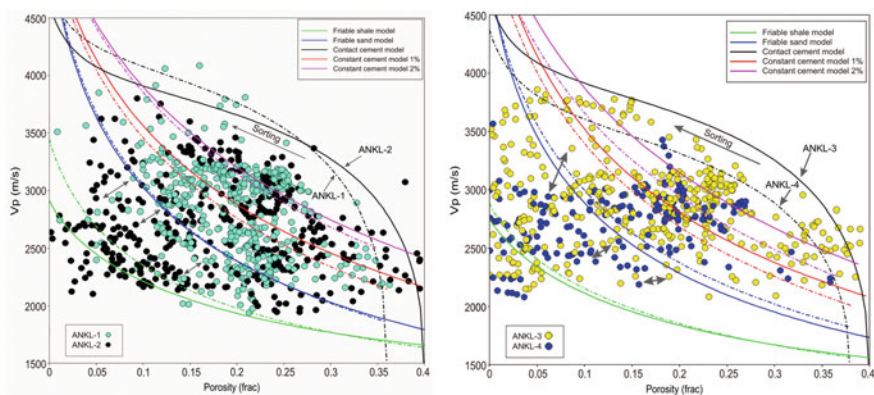 4500
4000
3500
3000
2500
2000
1500
Vp (m/s)
0
0.05
0.1
0.15
0.2
0.25
0.3
0.35
0.4
Porosity (frac)
Friable shale model
Friable sand model
Contact cement model
Constant cement model 1%
Constant cement model 2%
Sorting
ANKL-2
ANKL-1
ANKL-1
ANKL-2
4500
4000
3500
3000
2500
2000
1500
Vp (m/s)
0
0.05
0.1
0.15
0.2
0.25
0.3
0.35
0.4
Porosity (frac)
Friable shale model
Friable sand model
Contact cement model
Constant cement model 1%
Constant cement model 2%
Sorting
ANKL-3
ANKL-4
ANKL-3
ANKL-4